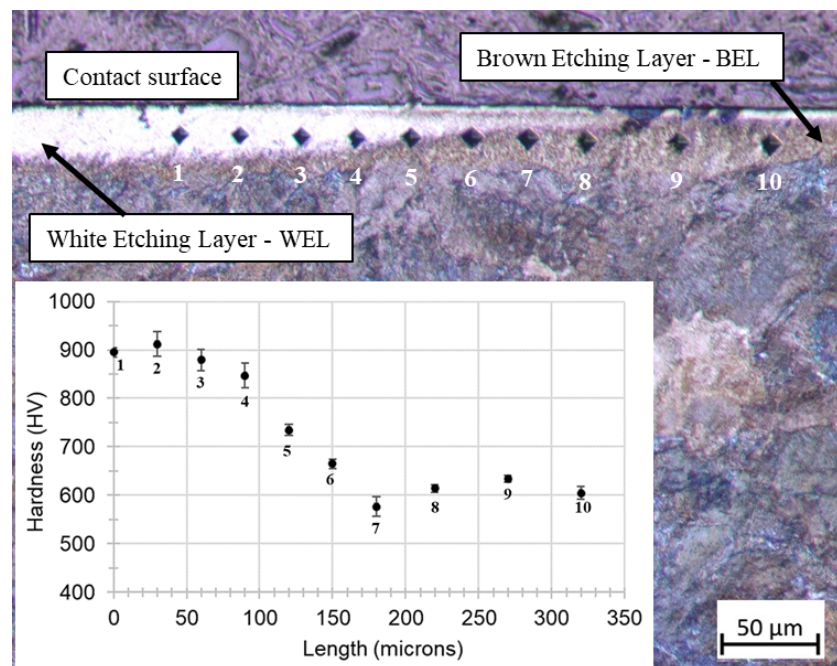 Contact surface
Brown Etching Layer - BEL
1 2 3 4 5 6 7 8 9 10
White Etching Layer - WEL
1000
900
800
700
600
500
400
Hardness (HV)
1
2
3
4
5
6
7
8
9
10
0 50 100 150 200 250 300 350
Length (microns)
50 µm